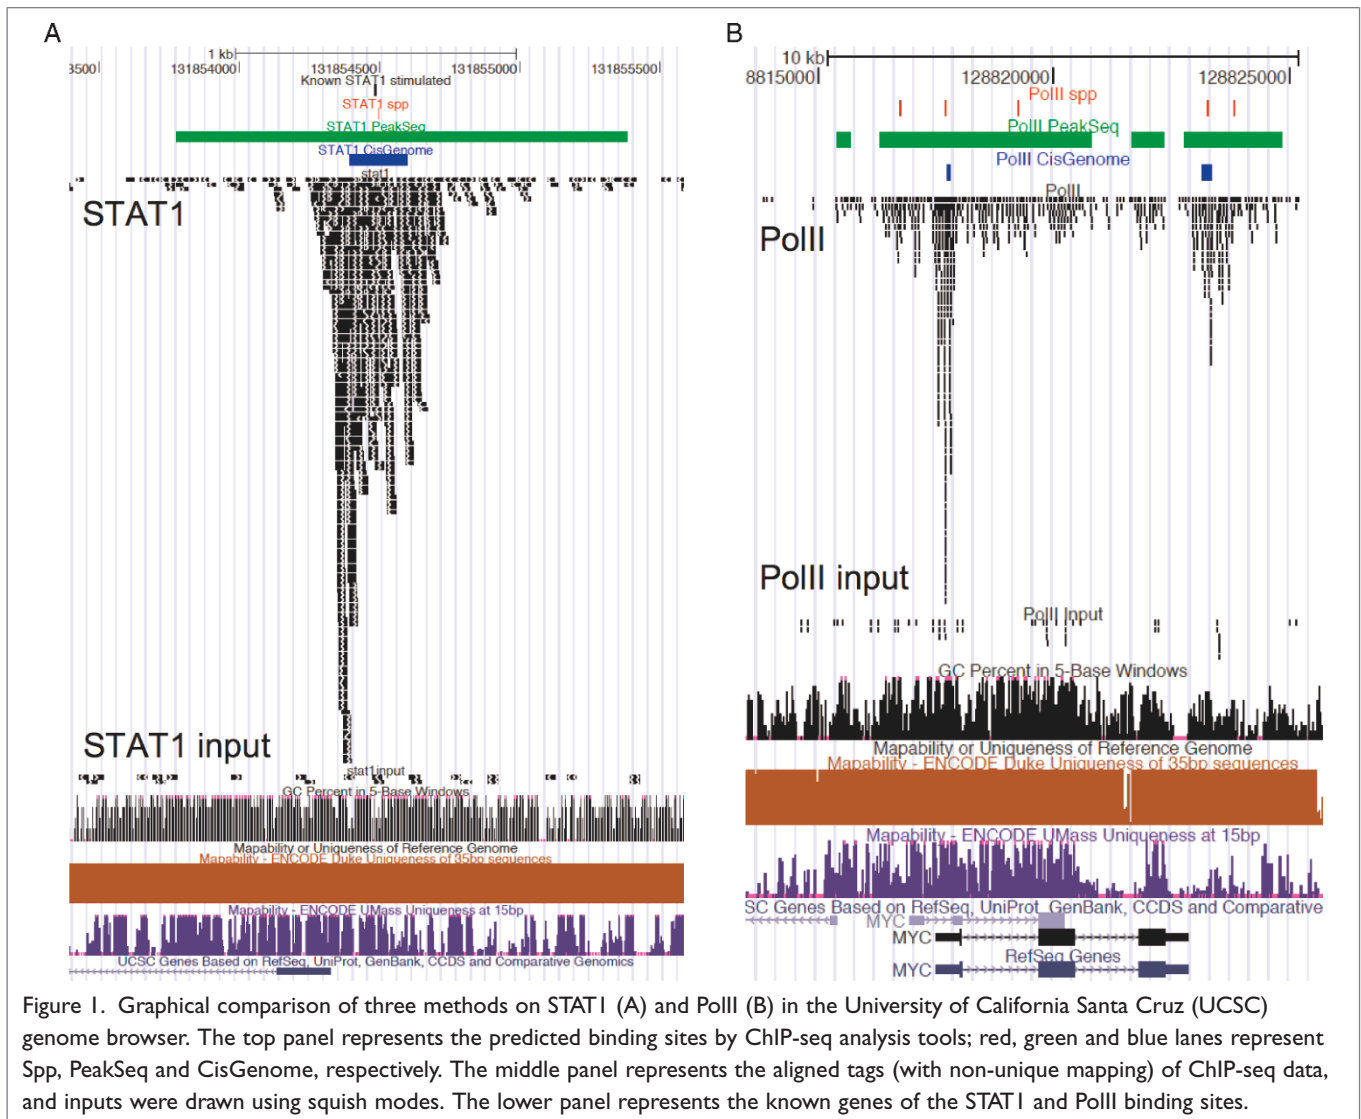 A
1 kb
3500
131854000
131854500
131855000
131855500
Known STAT1 stimulated
STAT1 spp
STAT1 PeakSeq
STAT1 CisGenome
stat1
STAT1
STAT1 input
stat1input
GC Percent in 5-Base Windows
Mapability or Uniqueness of Reference Genome
Mapability - ENCODE Duke Uniqueness of 35bp sequences
Mapability - ENCODE UMass Uniqueness at 15bp
UCSC Genes Based on RefSeq, UniProt, GenBank, CCDS and Comparative Genomics
B
10 kb
8815000
128820000
128825000
PolII spp
PolII PeakSeq
PolII CisGenome
PolII
PolII
PolII input
PolII Input
GC Percent in 5-Base Windows
Mapability or Uniqueness of Reference Genome
Mapability - ENCODE Duke Uniqueness of 35bp sequences
Mapability - ENCODE UMass Uniqueness at 15bp
SC Genes Based on RefSeq, UniProt, GenBank, CCDS and Comparative
MYC
MYC
RefSeq Genes
MYC
Figure 1. Graphical comparison of three methods on STAT1 (A) and PolII (B) in the University of California Santa Cruz (UCSC)
genome browser. The top panel represents the predicted binding sites by ChIP-seq analysis tools; red, green and blue lanes represent
Spp, PeakSeq and CisGenome, respectively. The middle panel represents the aligned tags (with non-unique mapping) of ChIP-seq data,
and inputs were drawn using squish modes. The lower panel represents the known genes of the STAT1 and PolII binding sites.